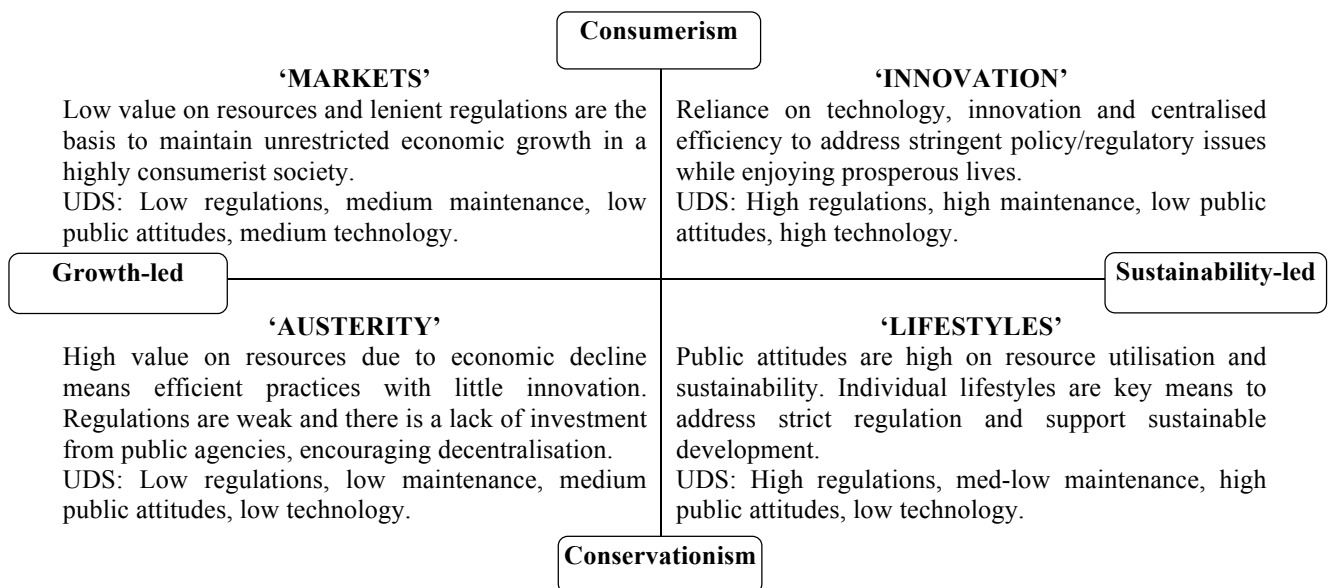 Consumerism
‘MARKETS’
Low value on resources and lenient regulations are the
basis to maintain unrestricted economic growth in a
highly consumerist society.
UDS: Low regulations, medium maintenance, low
public attitudes, medium technology.
‘INNOVATION’
Reliance on technology, innovation and centralised
efficiency to address stringent policy/regulatory issues
while enjoying prosperous lives.
UDS: High regulations, high maintenance, low public
attitudes, high technology.
Growth-led
Sustainability-led
‘AUSTERITY’
High value on resources due to economic decline
means efficient practices with little innovation.
Regulations are weak and there is a lack of investment
from public agencies, encouraging decentralisation.
UDS: Low regulations, low maintenance, medium
public attitudes, low technology.
‘LIFESTYLES’
Public attitudes are high on resource utilisation and
sustainability. Individual lifestyles are key means to
address strict regulation and support sustainable
development.
UDS: High regulations, med-low maintenance, high
public attitudes, low technology.
Conservationism